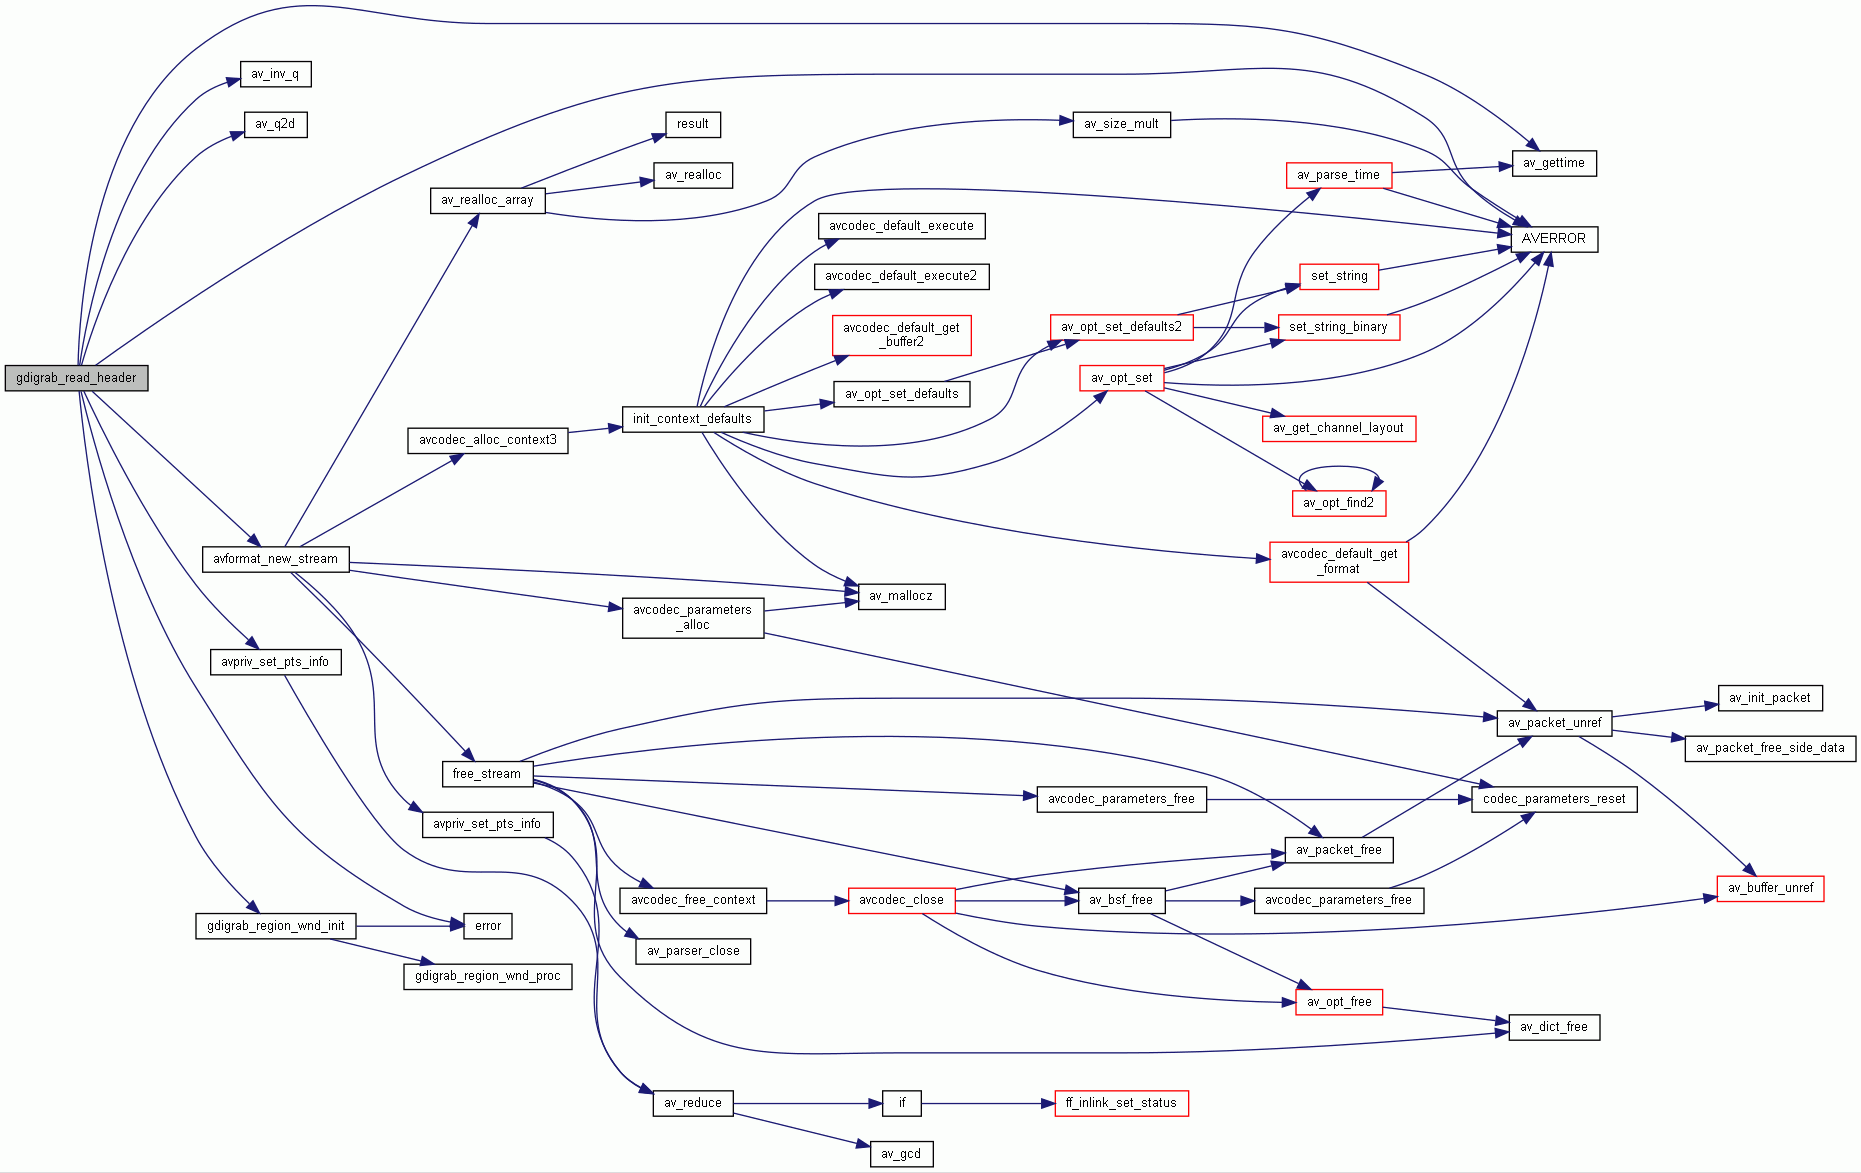 av_inv_q
av_q2d
result
av_size_mult
av_gettime
av_realloc
av_parse_time
av_realloc_array
avcodec_default_execute
AVERROR
avcodec_default_execute2
set_string
avcodec_default_get
_buffer2
av_opt_set_defaults2
set_string_binary
gdigrab_read_header
av_opt_set
av_opt_set_defaults
init_context_defaults
av_get_channel_layout
avcodec_alloc_context3
av_opt_find2
avformat_new_stream
avcodec_default_get
_format
av_mallocz
avcodec_parameters
_alloc
avpriv_set_pts_info
av_init_packet
av_packet_unref
av_packet_free_side_data
free_stream
avcodec_parameters_free
codec_parameters_reset
avpriv_set_pts_info
av_packet_free
av_buffer_unref
avcodec_free_context
avcodec_close
av_bsf_free
avcodec_parameters_free
gdigrab_region_wnd_init
error
av_parser_close
gdigrab_region_wnd_proc
av_opt_free
av_dict_free
av_reduce
if
ff_inlink_set_status
av_gcd